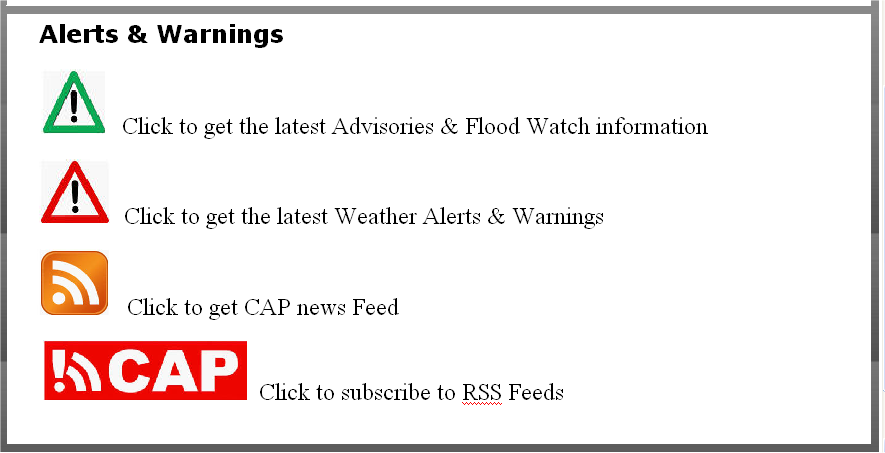 Alerts & Warnings
Click to get the latest Advisories & Flood Watch information
Click to get the latest Weather Alerts & Warnings
Click to get CAP news Feed
CAP Click to subscribe to RSS Feeds